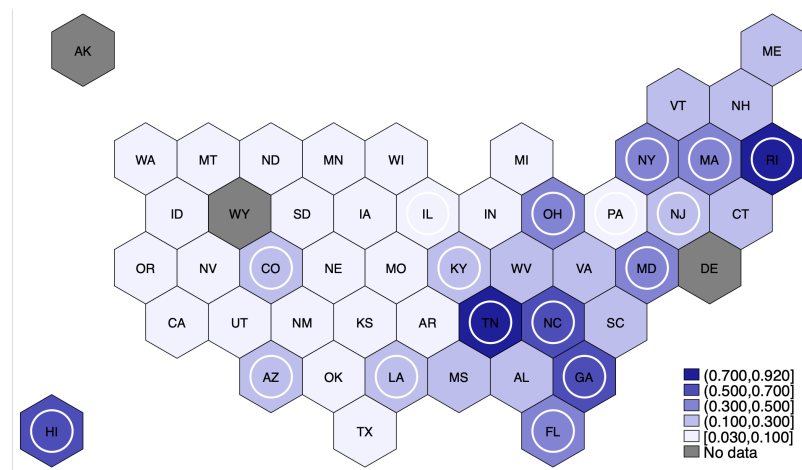 AK
ME
VT NH
WA MT ND MN WI MI NY MA RI
ID WY SD IA IL IN OH PA NJ CT
OR NV CO NE MO KY WV VA MD DE
CA UT NM KS AR TN NC SC
AZ OK LA MS AL GA
HI TX FL
(0.700,0.920]
(0.500,0.700]
(0.300,0.500]
(0.100,0.300]
[0.030,0.100]
No data